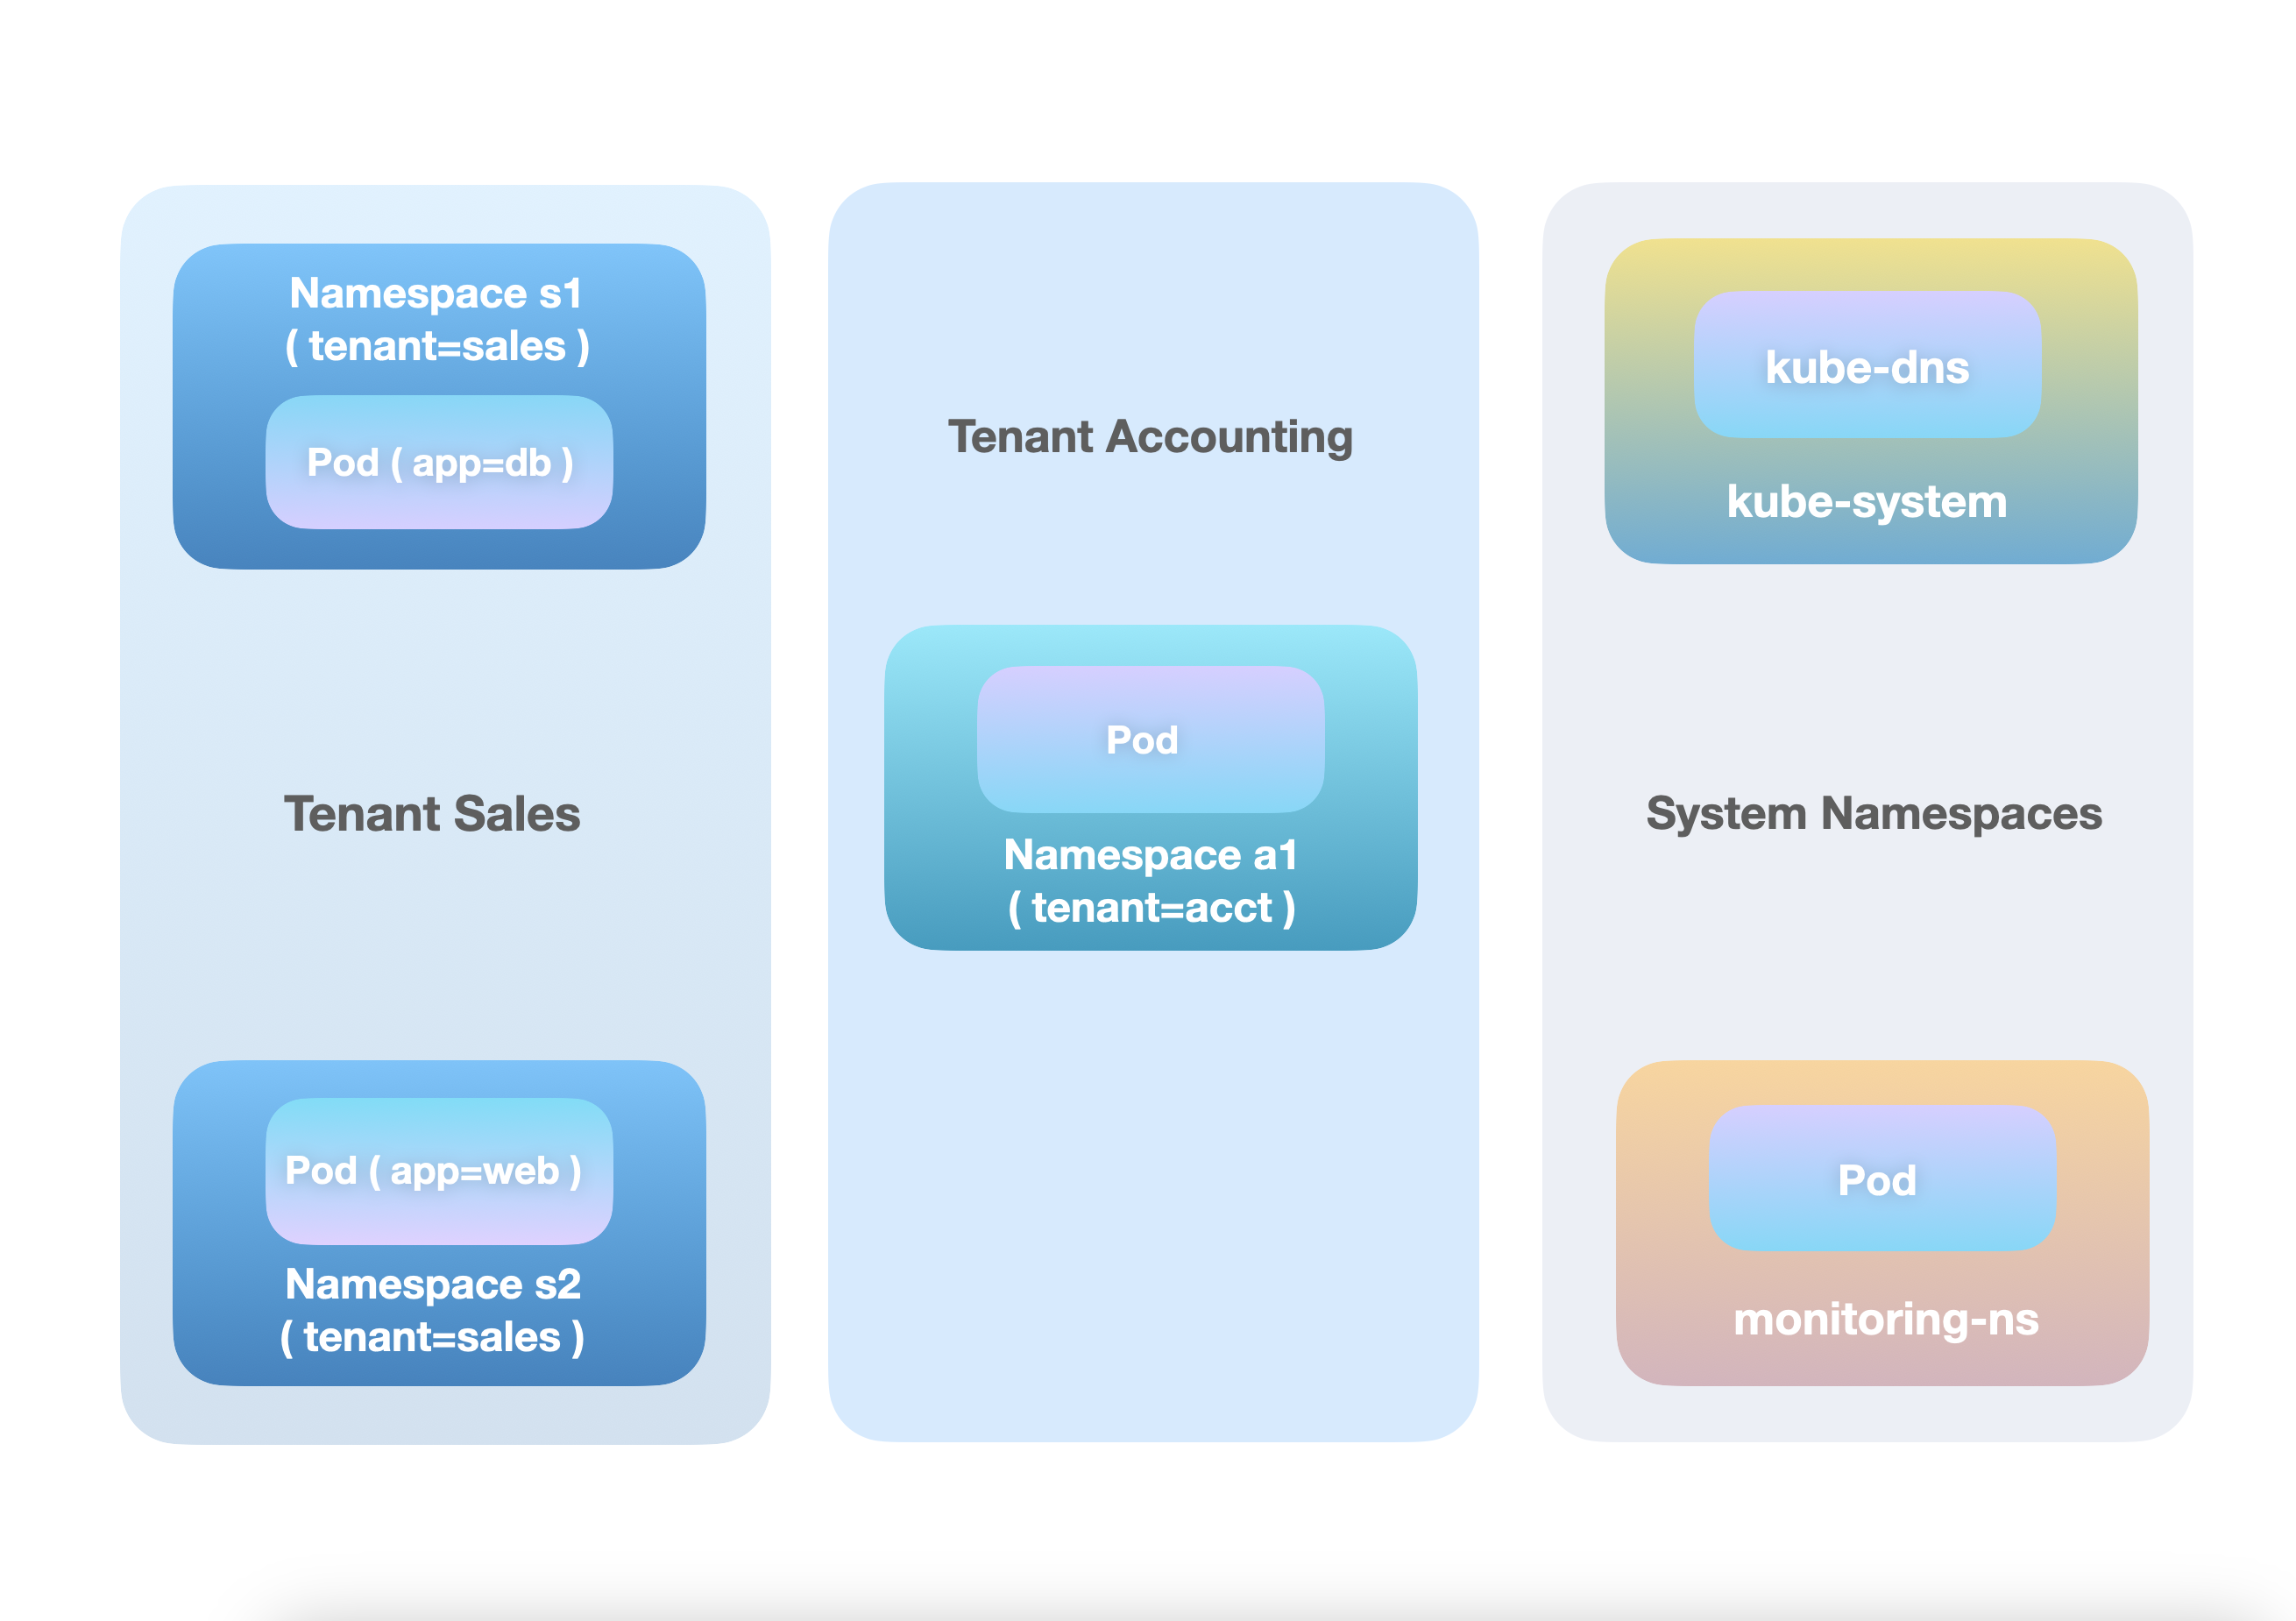 Namespace s1
( tenant=sales )
Pod ( app=db )
Tenant Sales
Pod ( app=web )
Namespace s2
( tenant=sales )
Tenant Accounting
Pod
Namespace a1
( tenant=acct )
kube-dns
kube-system
System Namespaces
Pod
monitoring-ns